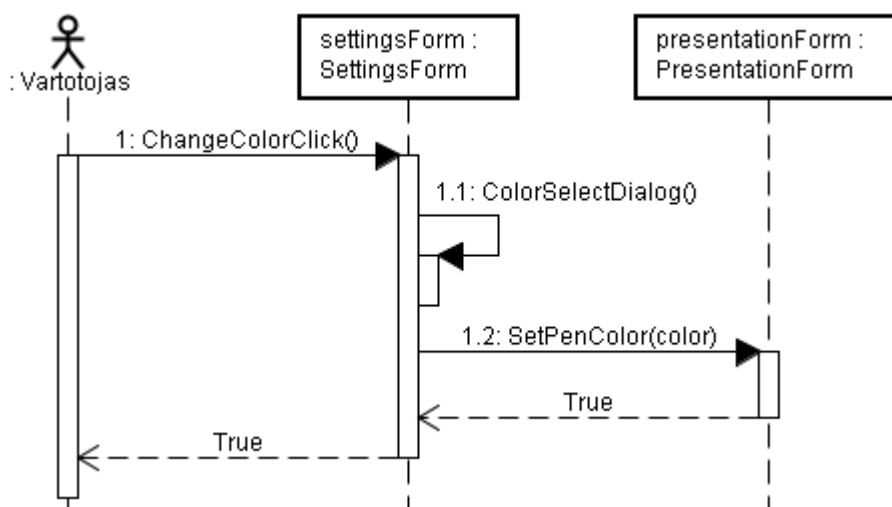 settingsForm :
SettingsForm
presentationForm :
PresentationForm
: Vartotojas
1: ChangeColorClick()
1.1: ColorSelectDialog()
1.2: SetPenColor(color)
True
True